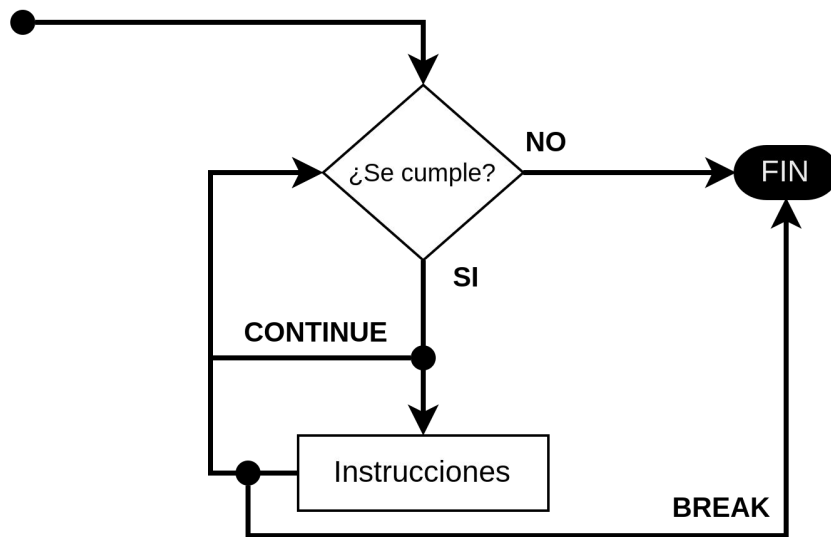 NO
¿Se cumple?
FIN
SI
CONTINUE
Instrucciones
BREAK